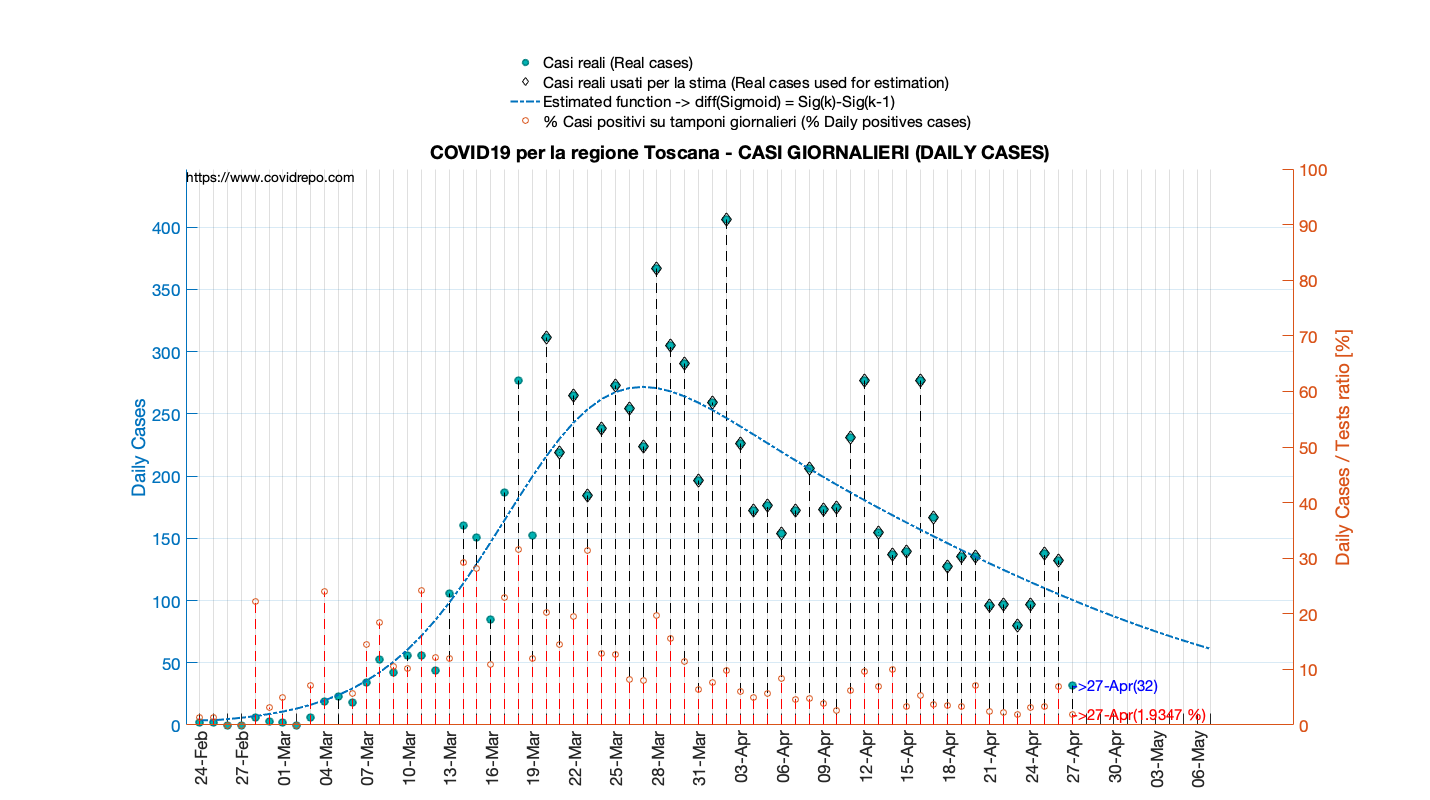 Casi reali (Real cases)
Casi reali usati per la stima (Real cases used for estimation)
Estimated function -> diff(Sigmoid) = Sig(k)-Sig(k-1)
% Casi positivi su tamponi giornalieri (% Daily positives cases)
COVID19 per la regione Toscana - CASI GIORNALIERI (DAILY CASES)
https://www.covidrepo.com
Daily Cases
400
350
300
250
200
150
100
50
0
100
90
80
70
60
50
40
30
20
10
0
Daily Cases / Tests ratio [%]
->27-Apr(32)
->27-Apr(1.9347 %)
24-Feb
27-Feb
01-Mar
04-Mar
07-Mar
10-Mar
13-Mar
16-Mar
19-Mar
22-Mar
25-Mar
28-Mar
31-Mar
03-Apr
06-Apr
09-Apr
12-Apr
15-Apr
18-Apr
21-Apr
24-Apr
27-Apr
30-Apr
03-May
06-May